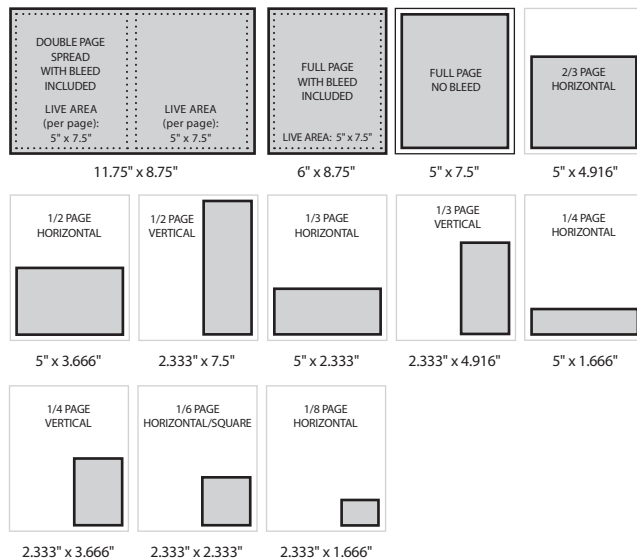 DOUBLE PAGE
SPREAD
WITH BLEED
INCLUDED
LIVE AREA
(per page):
5" x 7.5"
LIVE AREA
(per page):
5" x 7.5"
11.75" x 8.75"
FULL PAGE
WITH BLEED
INCLUDED
LIVE AREA: 5" x 7.5"
6" x 8.75"
FULL PAGE
NO BLEED
5" x 7.5"
2/3 PAGE
HORIZONTAL
5" x 4.916"
1/2 PAGE
HORIZONTAL
5" x 3.666"
1/2 PAGE
VERTICAL
2.333" x 7.5"
1/3 PAGE
HORIZONTAL
5" x 2.333"
1/3 PAGE
VERTICAL
2.333" x 4.916"
1/4 PAGE
HORIZONTAL
5" x 1.666"
1/4 PAGE
VERTICAL
2.333" x 3.666"
1/6 PAGE
HORIZONTAL/SQUARE
2.333" x 2.333"
1/8 PAGE
HORIZONTAL
2.333" x 1.666"